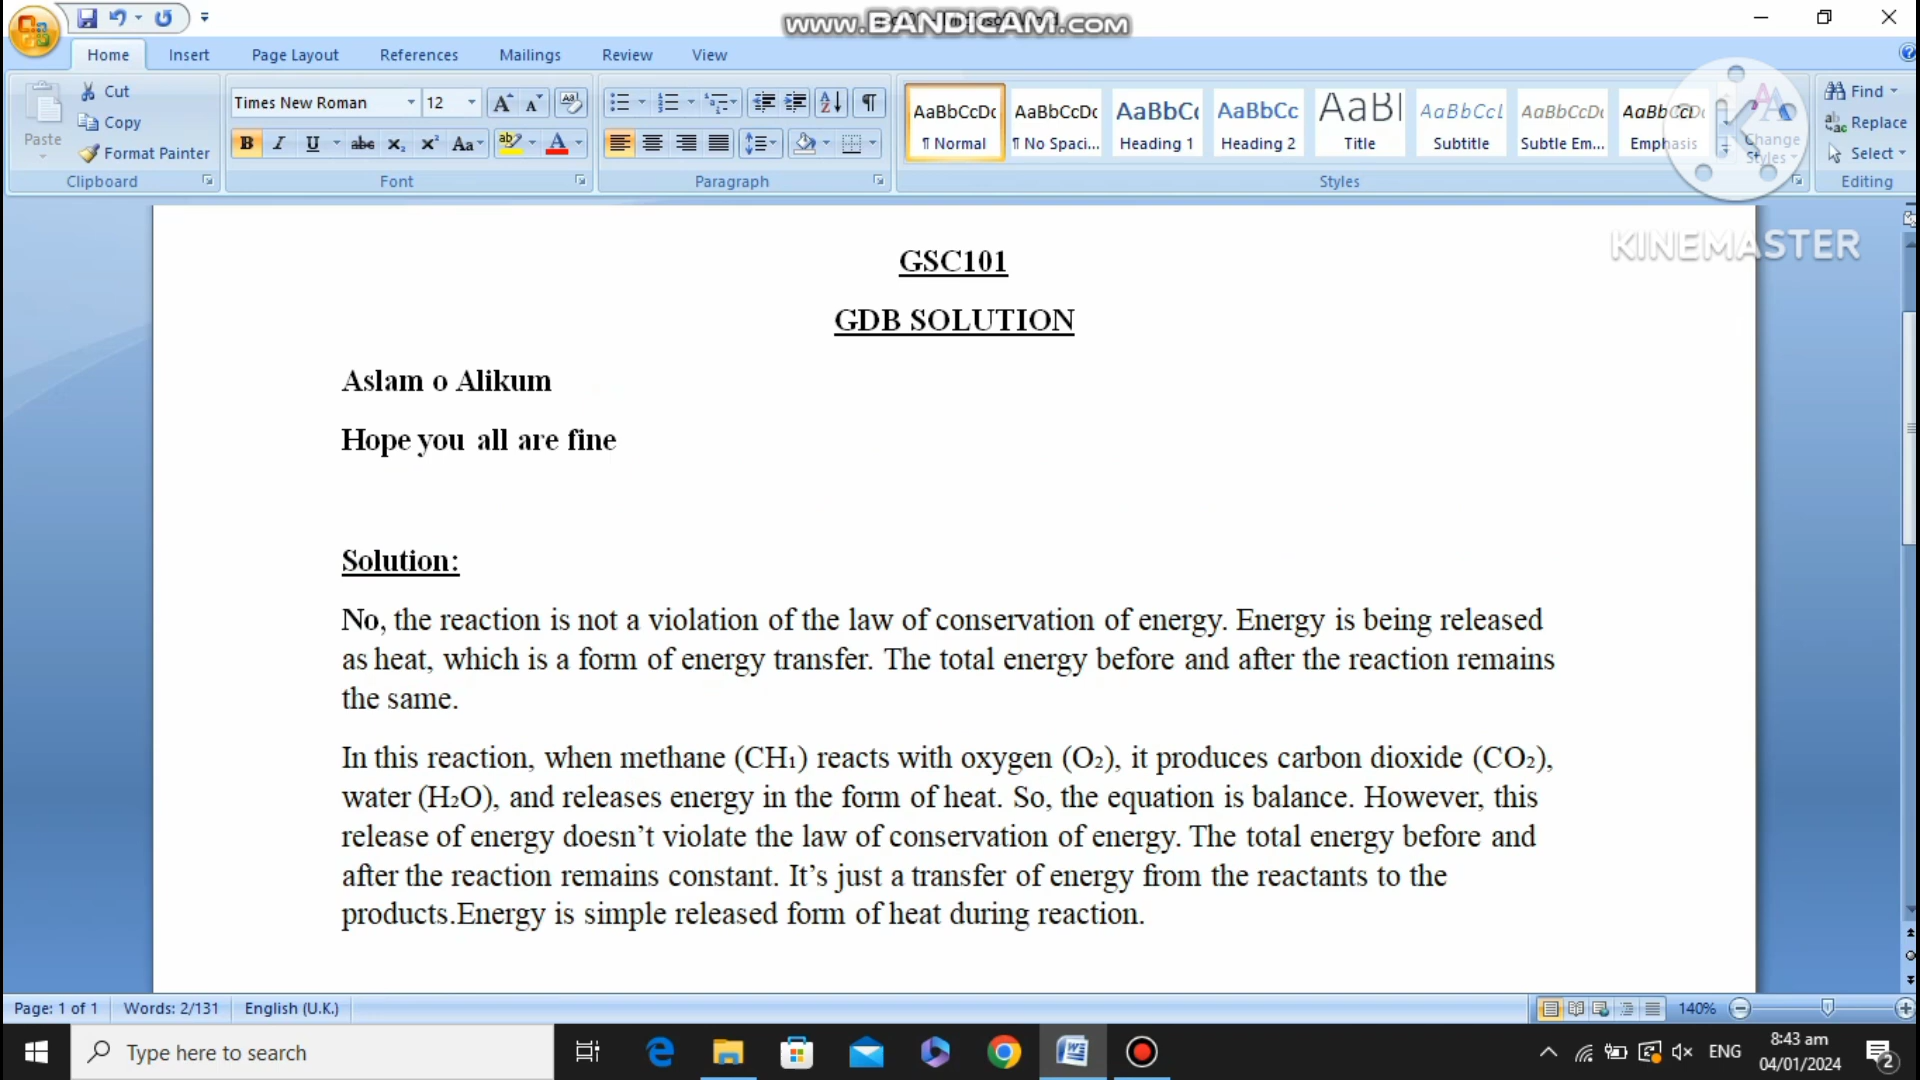 www.BANDICAM.com
Home Insert Page Layout References Mailings Review View
Paste
Cut
Copy
Format Painter
Clipboard
Times New Roman 12
Font
Paragraph
AaBbCcDc AaBbCcDc AaBbC AaBbCc AaB AaBbCcL AaBbCcDc AaBbCcDc
¶ Normal ¶ No Spaci... Heading 1 Heading 2 Title Subtitle Subtle Em... Emphasis
Change Styles
Styles
Find
Replace
Select
Editing
KINEMASTER
GSC101
GDB SOLUTION
Aslam o Alikum
Hope you all are fine
Solution:
No, the reaction is not a violation of the law of conservation of energy. Energy is being released
as heat, which is a form of energy transfer. The total energy before and after the reaction remains
the same.
In this reaction, when methane (CH₁) reacts with oxygen (O₂), it produces carbon dioxide (CO₂),
water (H₂O), and releases energy in the form of heat. So, the equation is balance. However, this
release of energy doesn’t violate the law of conservation of energy. The total energy before and
after the reaction remains constant. It’s just a transfer of energy from the reactants to the
products.Energy is simple released form of heat during reaction.
Page: 1 of 1 Words: 2/131 English (U.K.) 140%
Type here to search ENG 8:43 am
04/01/2024 2